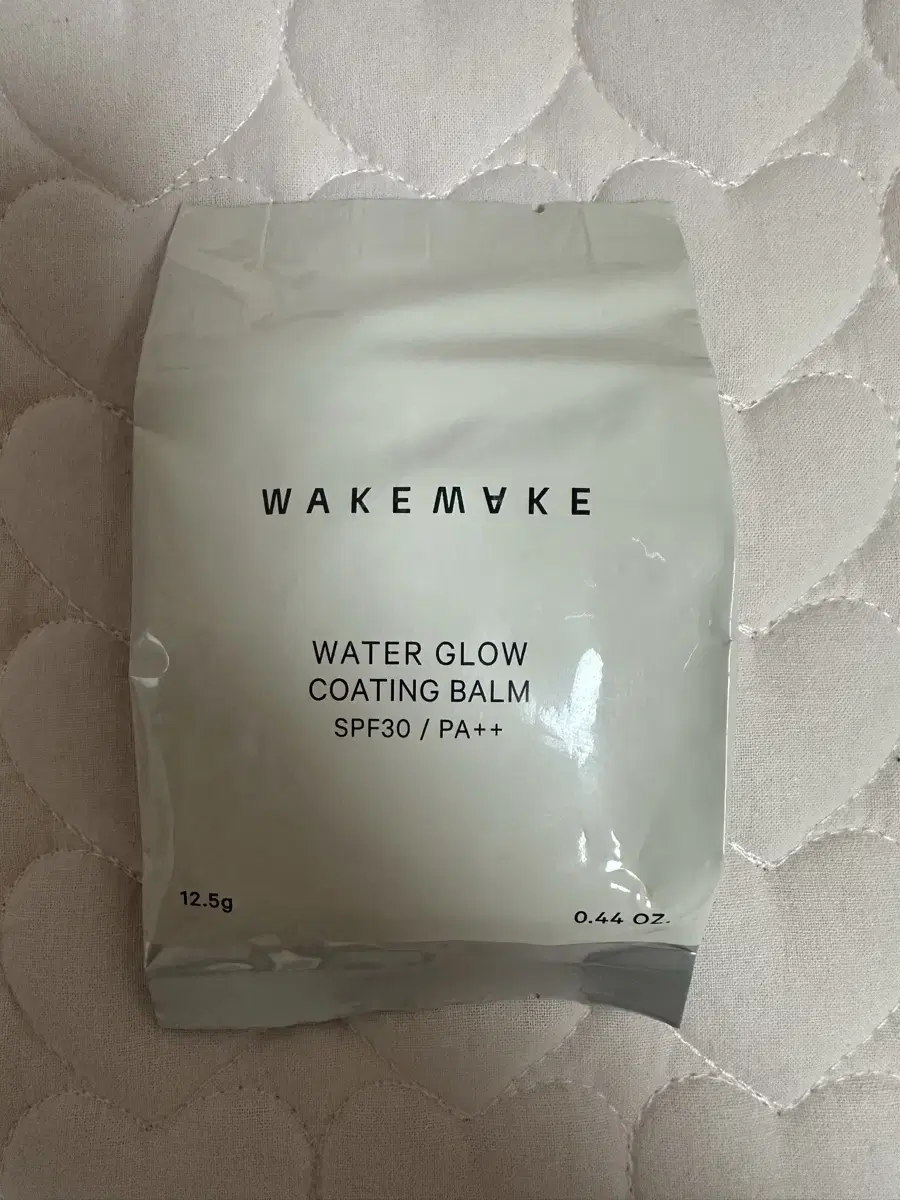 WAKEMAKE
WATER GLOW
COATING BALM
SPF30 / PA++
12.5g
0.44 OZ.